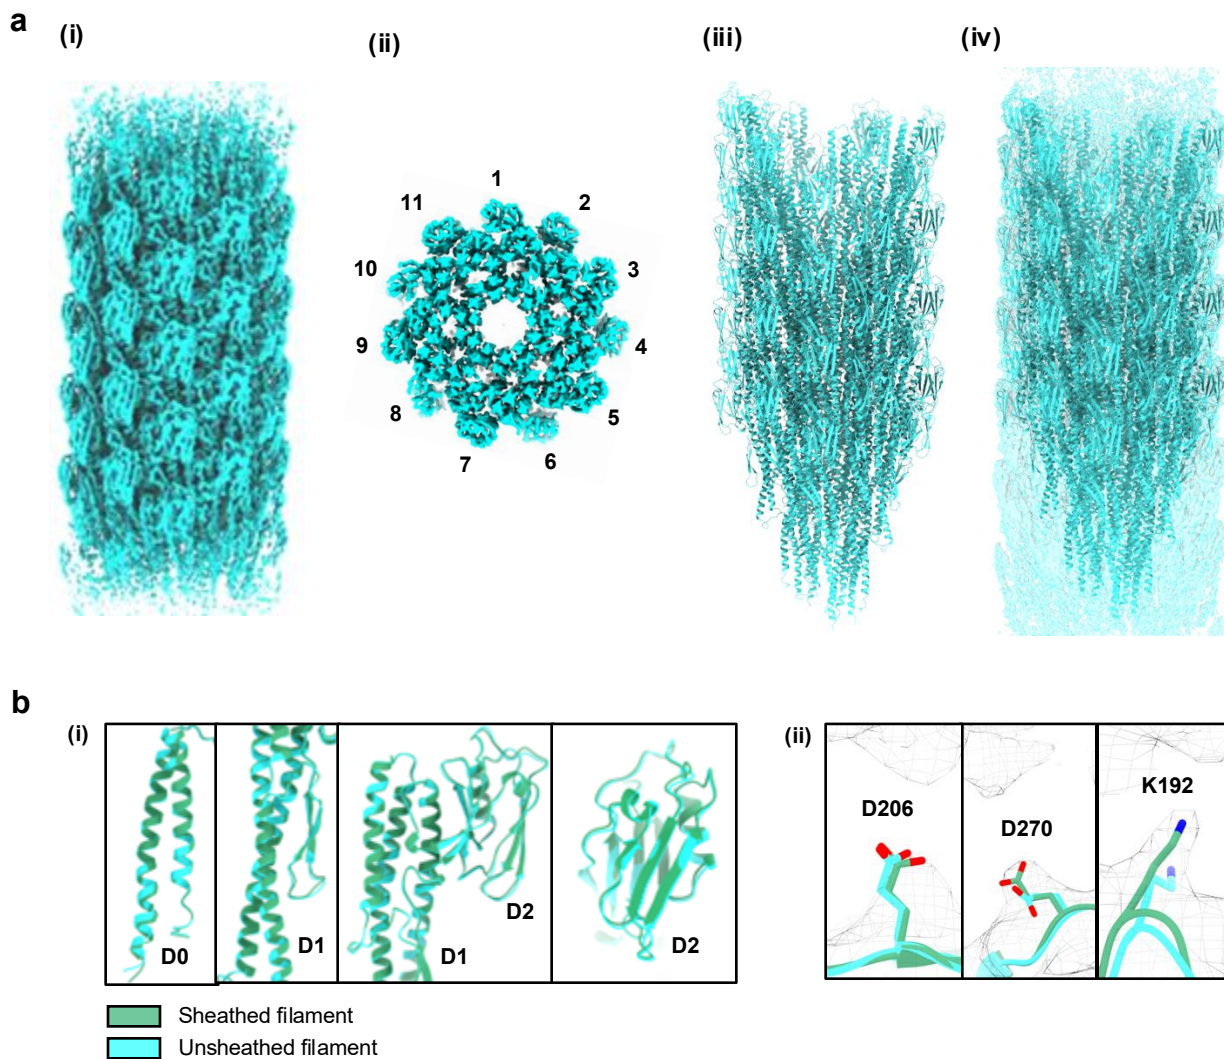 a
(i)
(ii)
(iii)
(iv)
1
11
2
10
3
9
4
8
5
7
6
b
(i)
(ii)
D0
D1
D1
D2
D2
D206
D270
K192
Sheathed filament
Unsheathed filament